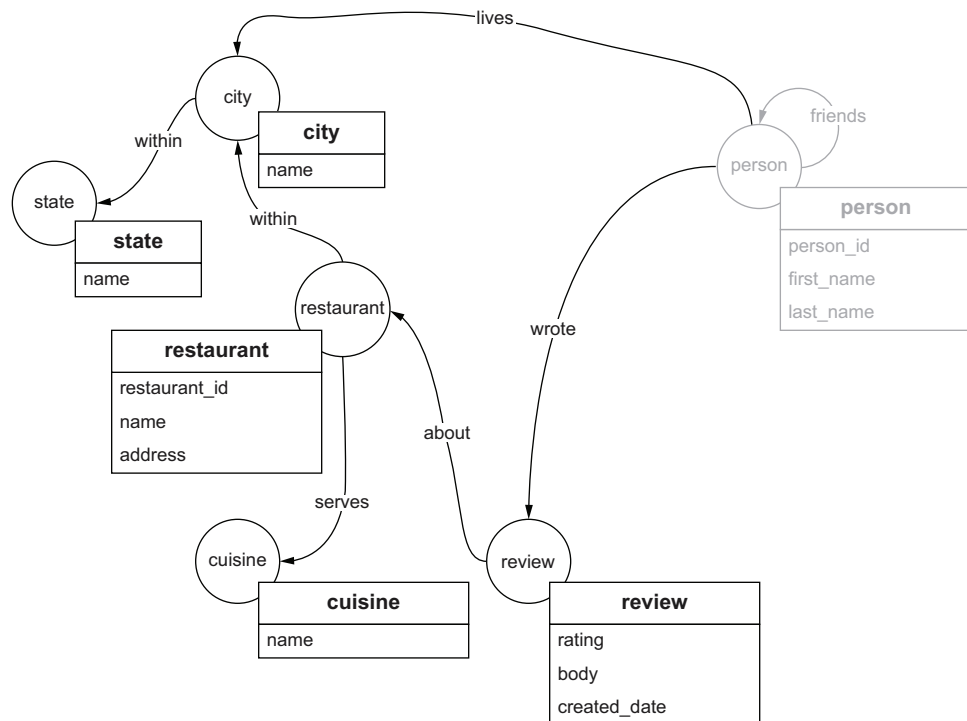 lives
city
friends
within
city
name
person
state
within
person
state
name
person_id
first_name
last_name
restaurant
wrote
restaurant
restaurant_id
name
address
about
serves
cuisine
review
cuisine
name
review
rating
body
created_date